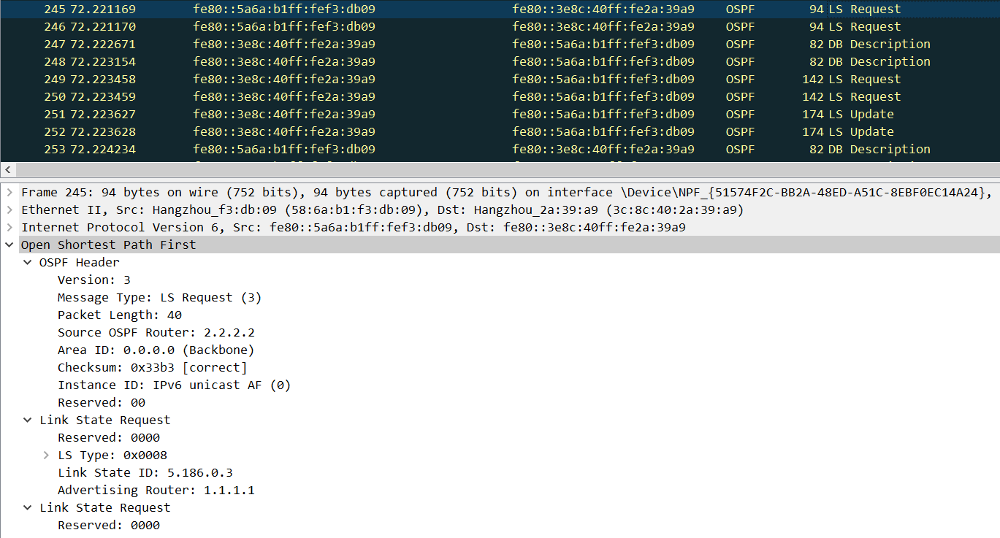 245 72.221169 fe80::5a6a:b1ff:fef3:db09 fe80::3e8c:40ff:fe2a:39a9 OSPF 94 LS Request
246 72.221170 fe80::5a6a:b1ff:fef3:db09 fe80::3e8c:40ff:fe2a:39a9 OSPF 94 LS Request
247 72.222671 fe80::3e8c:40ff:fe2a:39a9 fe80::5a6a:b1ff:fef3:db09 OSPF 82 DB Description
248 72.223154 fe80::3e8c:40ff:fe2a:39a9 fe80::5a6a:b1ff:fef3:db09 OSPF 82 DB Description
249 72.223458 fe80::3e8c:40ff:fe2a:39a9 fe80::5a6a:b1ff:fef3:db09 OSPF 142 LS Request
250 72.223459 fe80::3e8c:40ff:fe2a:39a9 fe80::5a6a:b1ff:fef3:db09 OSPF 142 LS Request
251 72.223627 fe80::3e8c:40ff:fe2a:39a9 fe80::5a6a:b1ff:fef3:db09 OSPF 174 LS Update
252 72.223628 fe80::3e8c:40ff:fe2a:39a9 fe80::5a6a:b1ff:fef3:db09 OSPF 174 LS Update
253 72.224234 fe80::5a6a:b1ff:fef3:db09 fe80::3e8c:40ff:fe2a:39a9 OSPF 82 DB Description
Frame 245: 94 bytes on wire (752 bits), 94 bytes captured (752 bits) on interface \Device\NPF_{51574F2C-BB2A-48ED-A51C-8EBF0EC14A24},
Ethernet II, Src: Hangzhou_f3:db:09 (58:6a:b1:f3:db:09), Dst: Hangzhou_2a:39:a9 (3c:8c:40:2a:39:a9)
Internet Protocol Version 6, Src: fe80::5a6a:b1ff:fef3:db09, Dst: fe80::3e8c:40ff:fe2a:39a9
Open Shortest Path First
OSPF Header
Version: 3
Message Type: LS Request (3)
Packet Length: 40
Source OSPF Router: 2.2.2.2
Area ID: 0.0.0.0 (Backbone)
Checksum: 0x33b3 [correct]
Instance ID: IPv6 unicast AF (0)
Reserved: 00
Link State Request
Reserved: 0000
LS Type: 0x0008
Link State ID: 5.186.0.3
Advertising Router: 1.1.1.1
Link State Request
Reserved: 0000